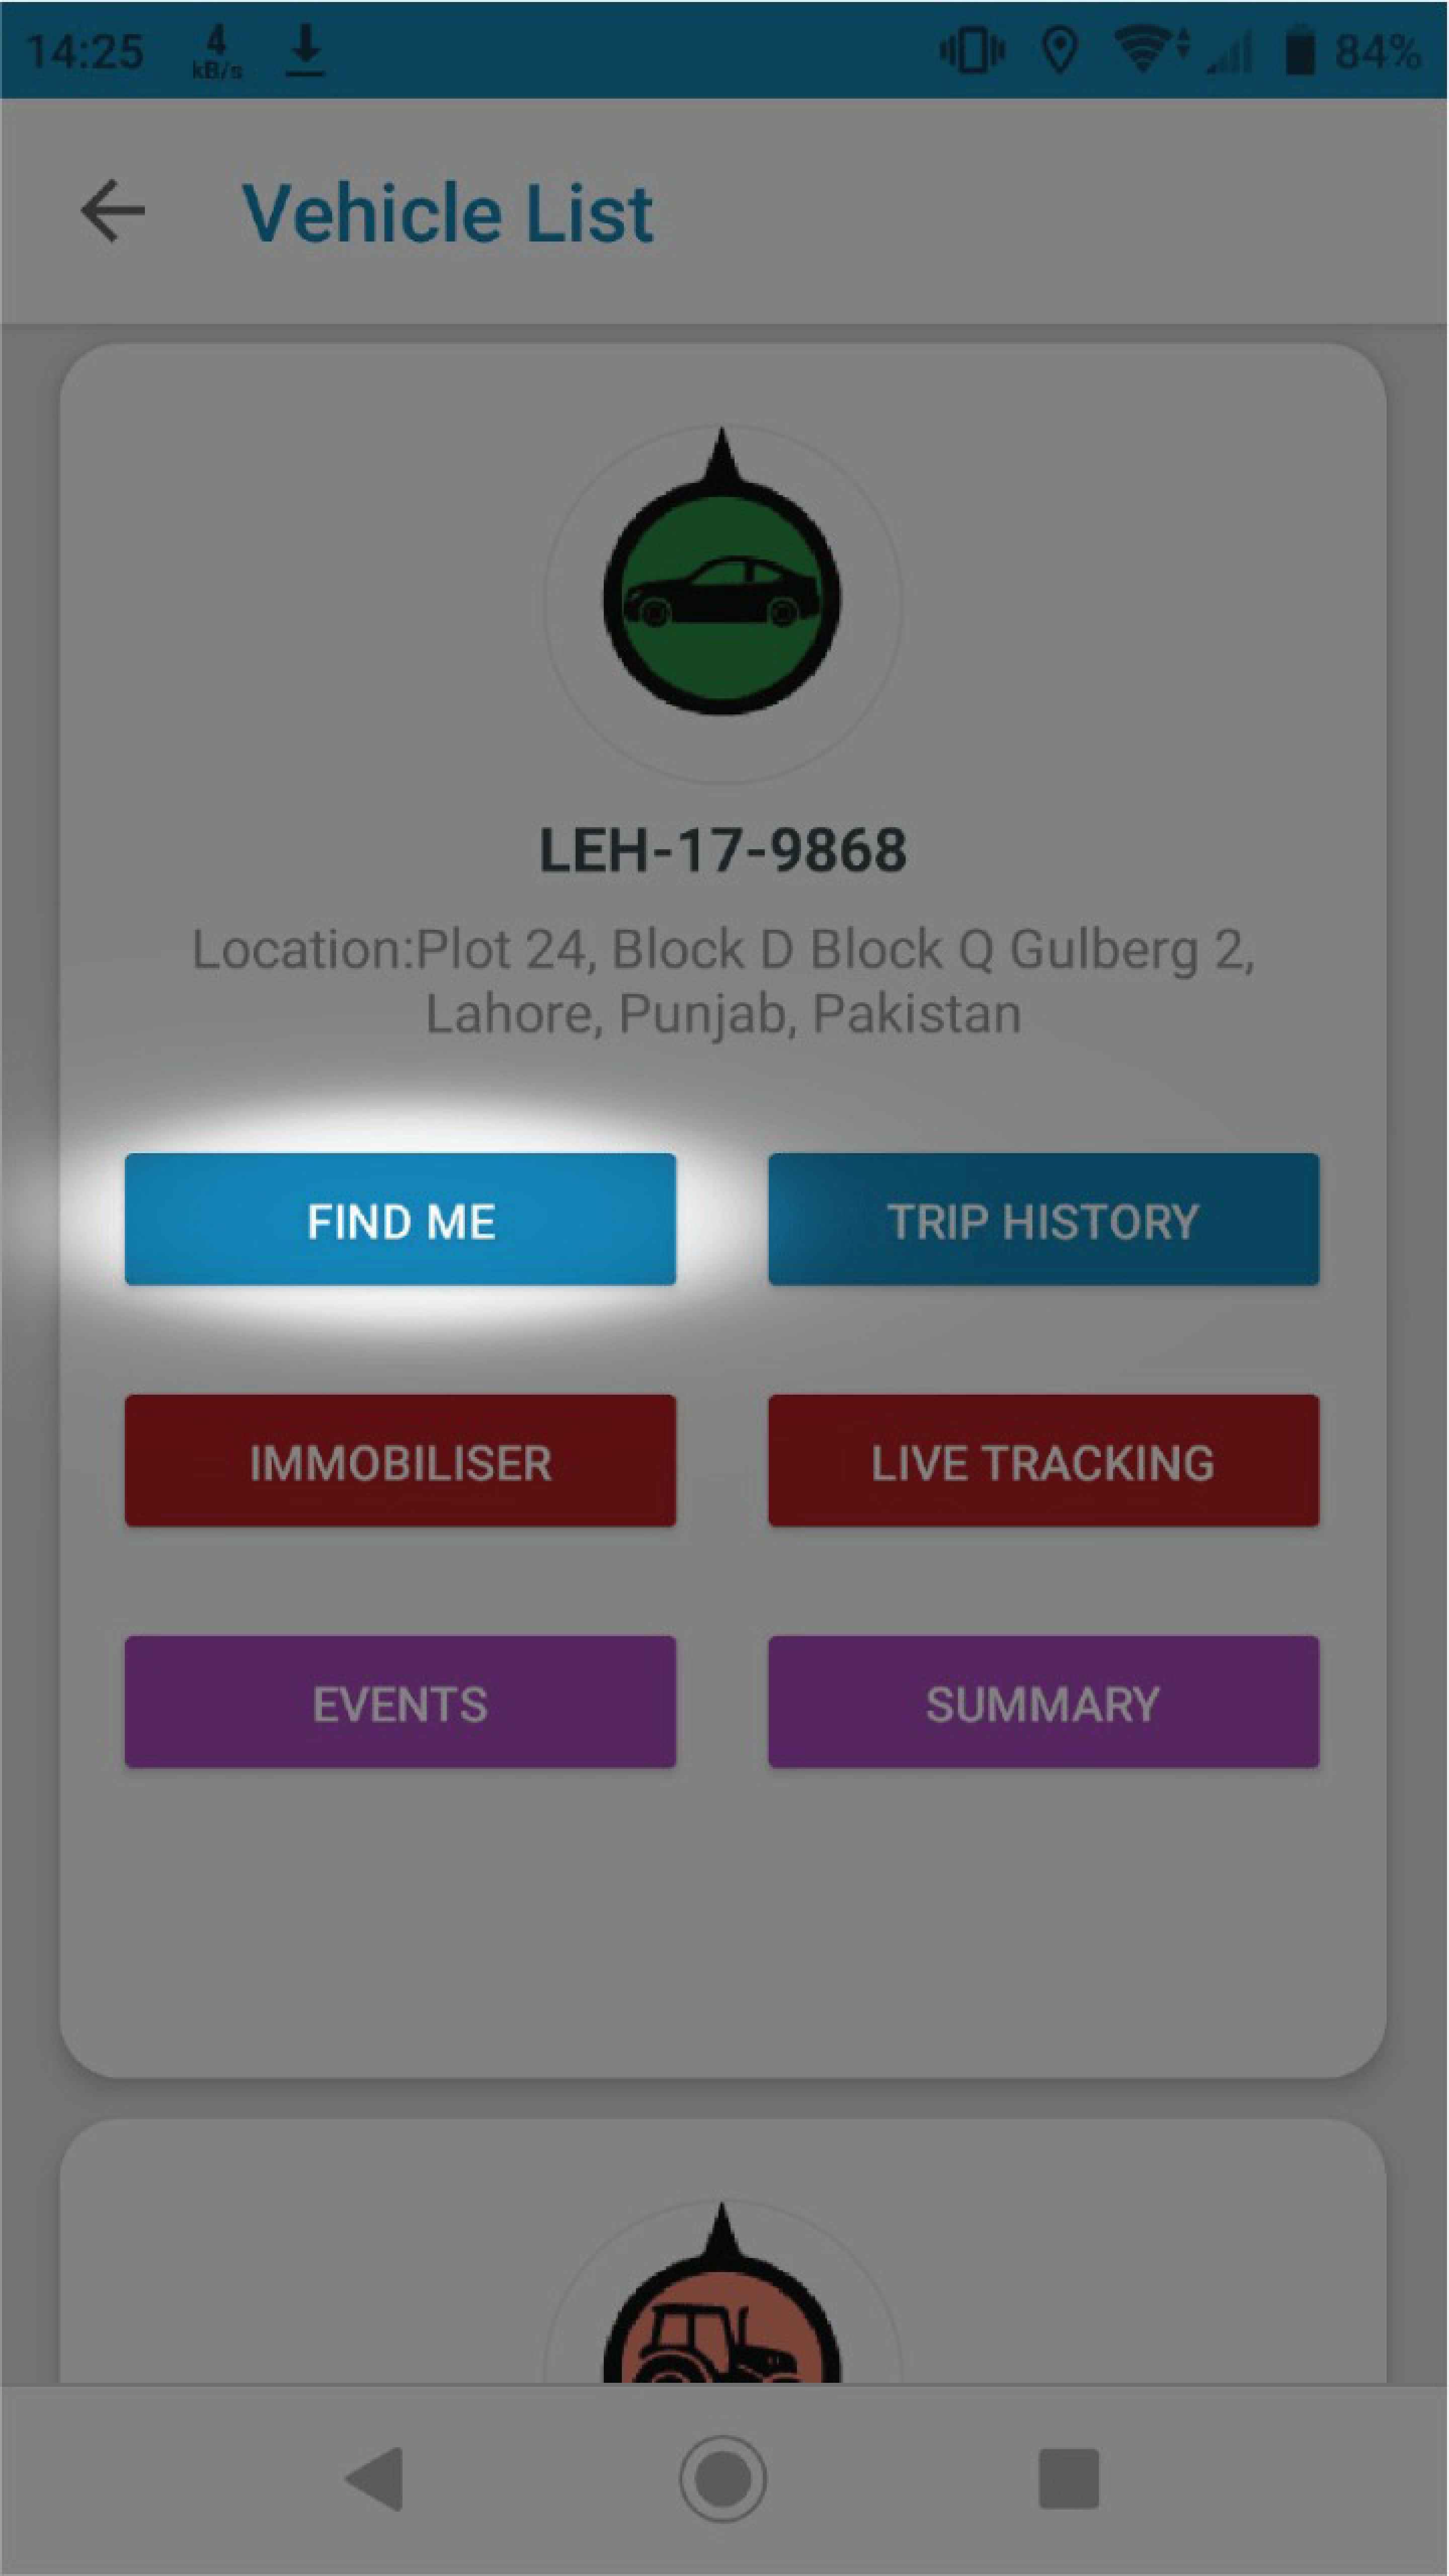 14:25 4 kB/s 84%
Vehicle List
LEH-17-9868
Location:Plot 24, Block D Block Q Gulberg 2,
Lahore, Punjab, Pakistan
FIND ME TRIP HISTORY
IMMOBILISER LIVE TRACKING
EVENTS SUMMARY